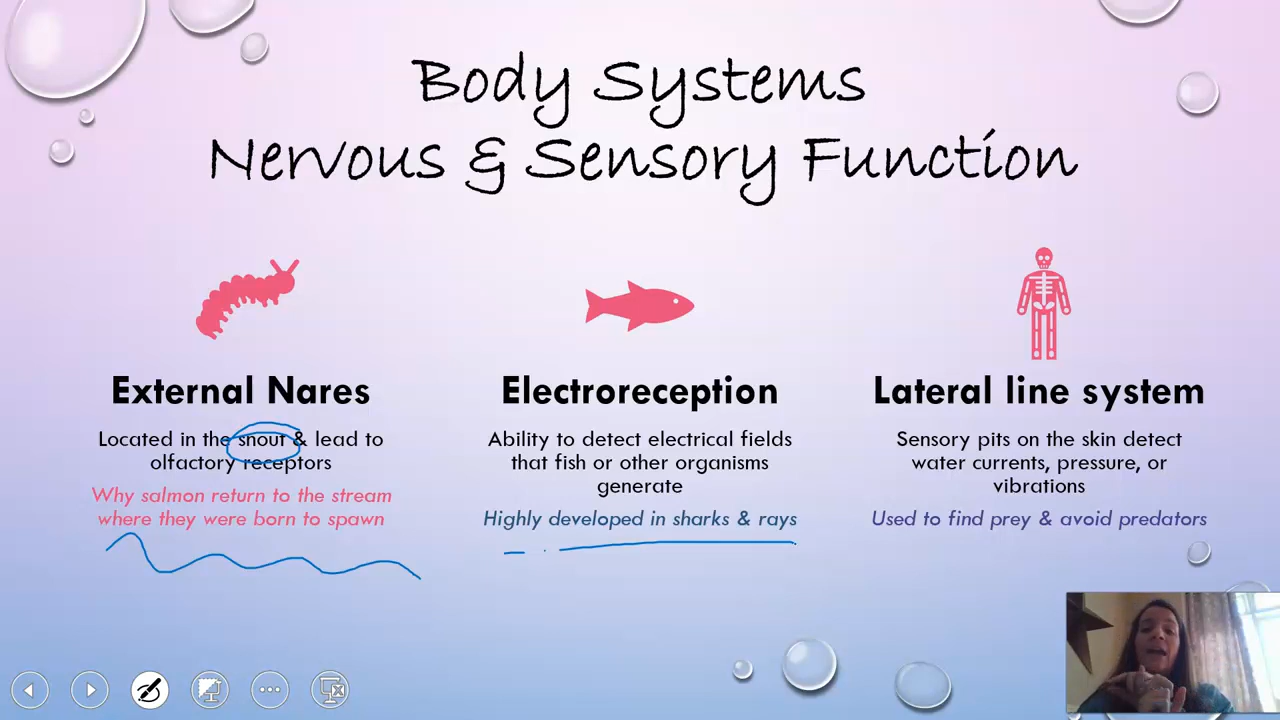 Body Systems
Nervous & Sensory Function
External Nares
Located in the snout & lead to
olfactory receptors
Why salmon return to the stream
where they were born to spawn
Electroreception
Ability to detect electrical fields
that fish or other organisms
generate
Highly developed in sharks & rays
Lateral line system
Sensory pits on the skin detect
water currents, pressure, or
vibrations
Used to find prey & avoid predators